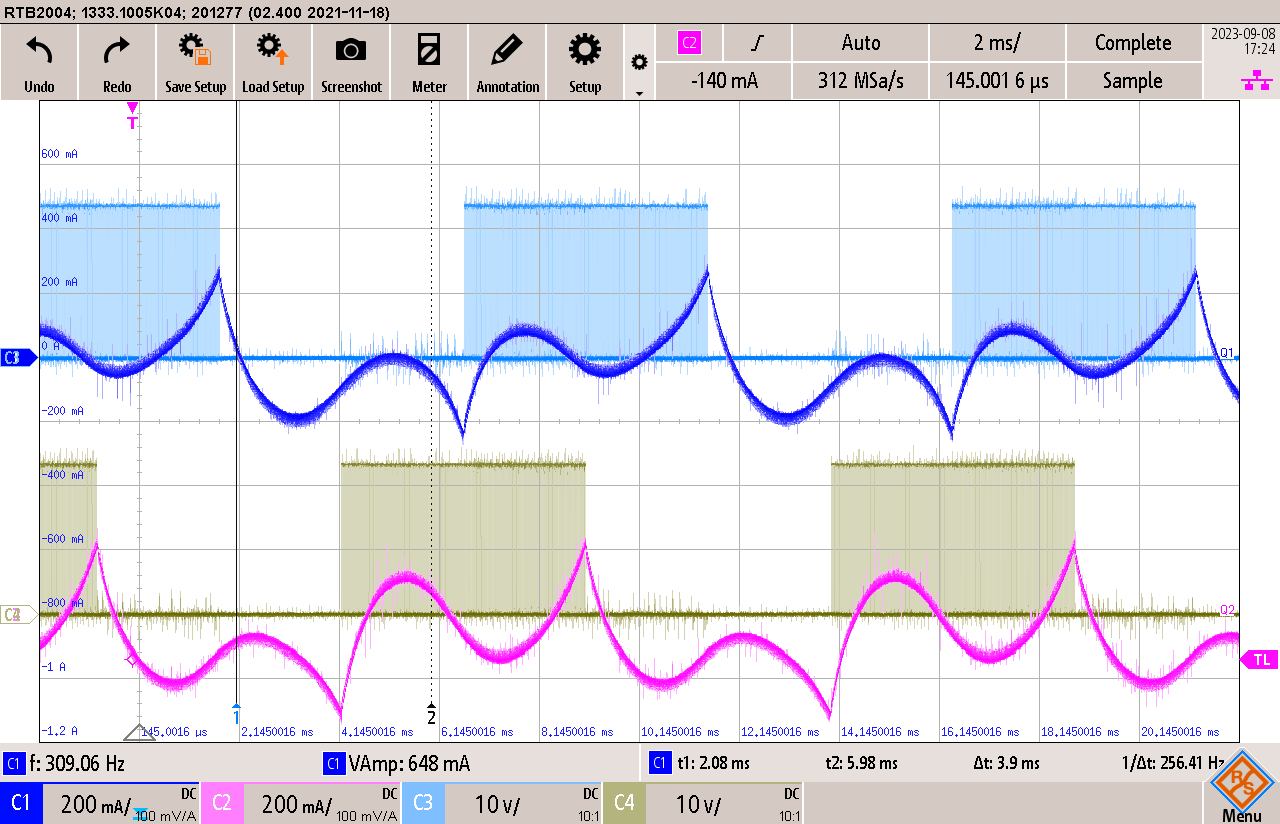 RTB2004; 1333.1005K04; 201277 (02.400 2021-11-18)
Undo Redo Save Setup Load Setup Screenshot Meter Annotation Setup
C2 Auto 2 ms/ Complete
-140 mA 312 MSa/s 145.001 6 µs Sample
2023-09-08
17:24
T
600 mA
400 mA
200 mA
0 A
C3
Q1
-200 mA
-400 mA
-600 mA
-800 mA
Q2
-1 A
TL
1 2
-1.2 A 145,0016 µs 2,1450016 ms 4,1450016 ms 6,1450016 ms 8,1450016 ms 10,1450016 ms 12,1450016 ms 14,1450016 ms 16,1450016 ms 18,1450016 ms 20,1450016 ms
C1 f: 309.06 Hz C1 VAmp: 648 mA C1 t1: 2.08 ms t2: 5.98 ms Δt: 3.9 ms 1/Δt: 256.41 Hz
C1 200 mA/ DC 100 mV/A C2 200 mA/ DC 100 mV/A C3 10 V/ DC 10:1 C4 10 V/ DC 10:1
R S
Menu